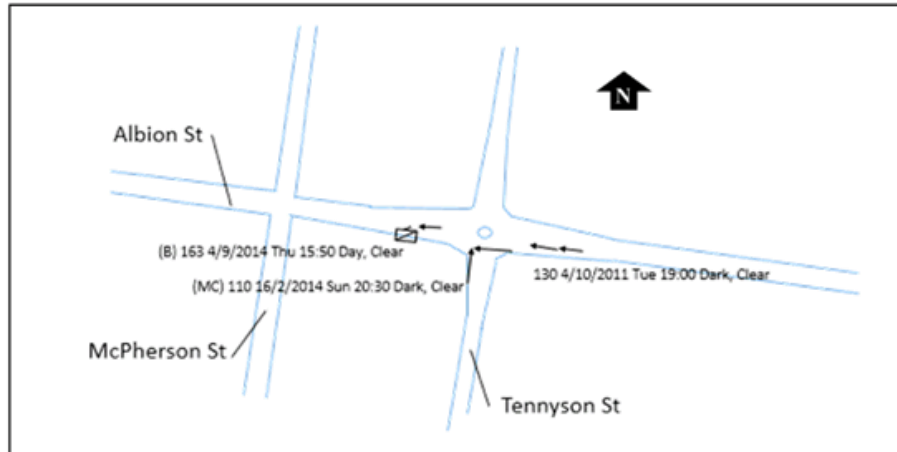 N
Albion St
(B) 163 4/9/2014 Thu 15:50 Day, Clear
130 4/10/2011 Tue 19:00 Dark, Clear
(MC) 110 16/2/2014 Sun 20:30 Dark, Clear
McPherson St
Tennyson St